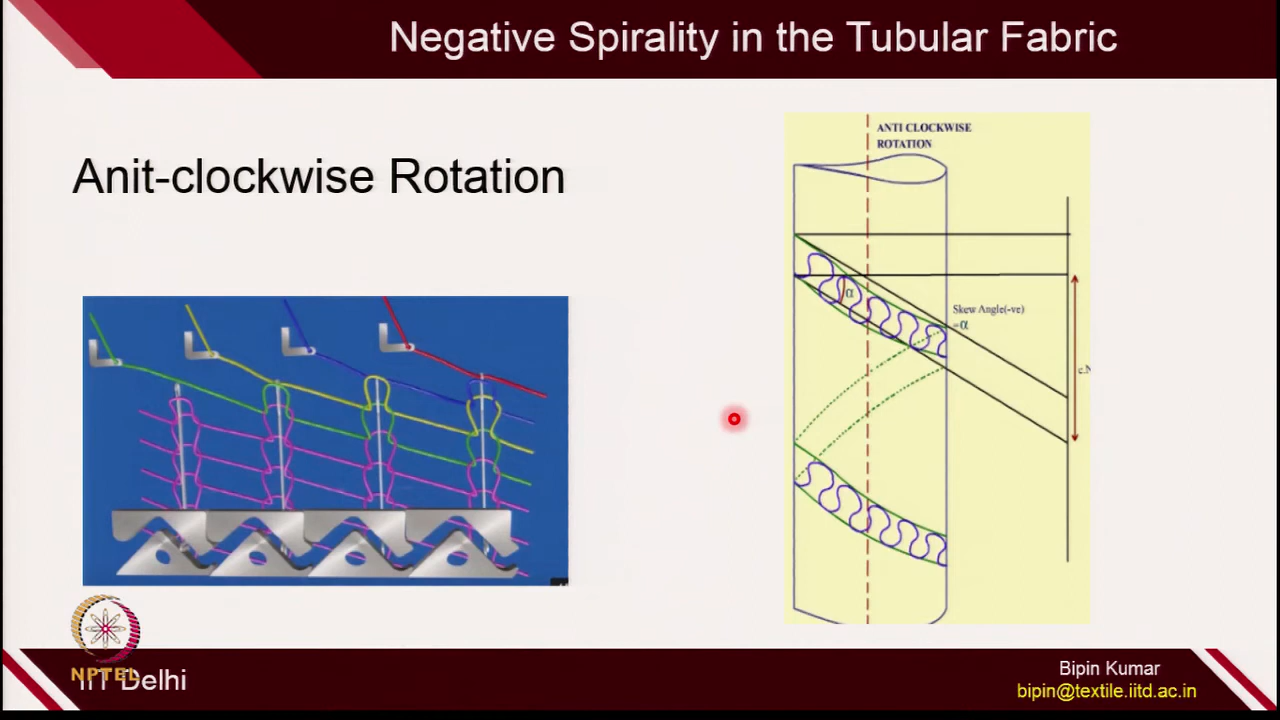 Negative Spirality in the Tubular Fabric
Anit-clockwise Rotation
ANTI CLOCKWISE
ROTATION
α
Skew Angle(-ve)
=α
c.N
NPTEL
IIT Delhi
Bipin Kumar
bipin@textile.iitd.ac.in